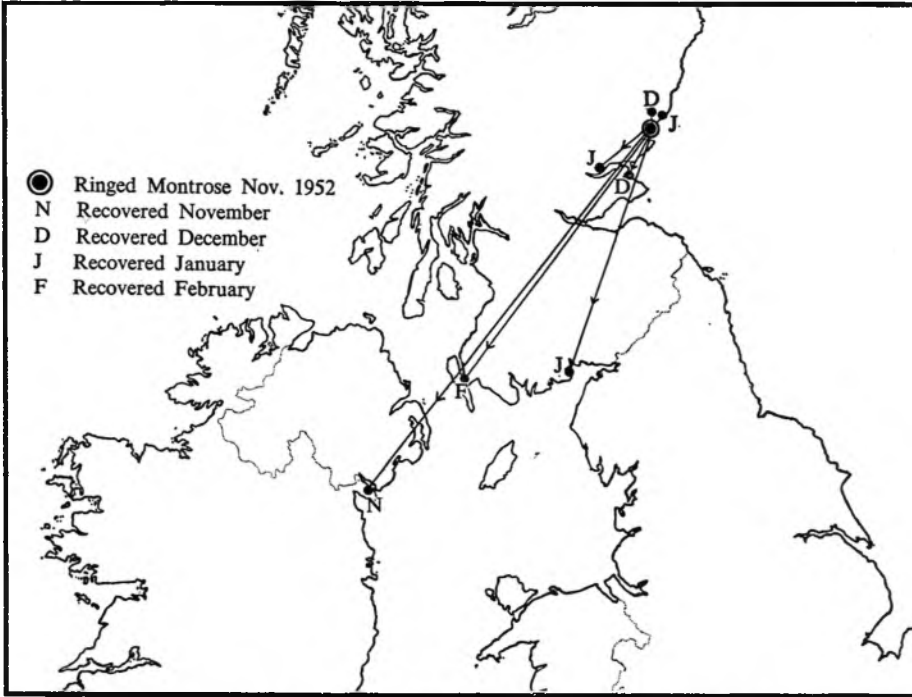 D
J
J
D
Ringed Montrose Nov. 1952
N Recovered November
D Recovered December
J Recovered January
F Recovered February
J
F
N